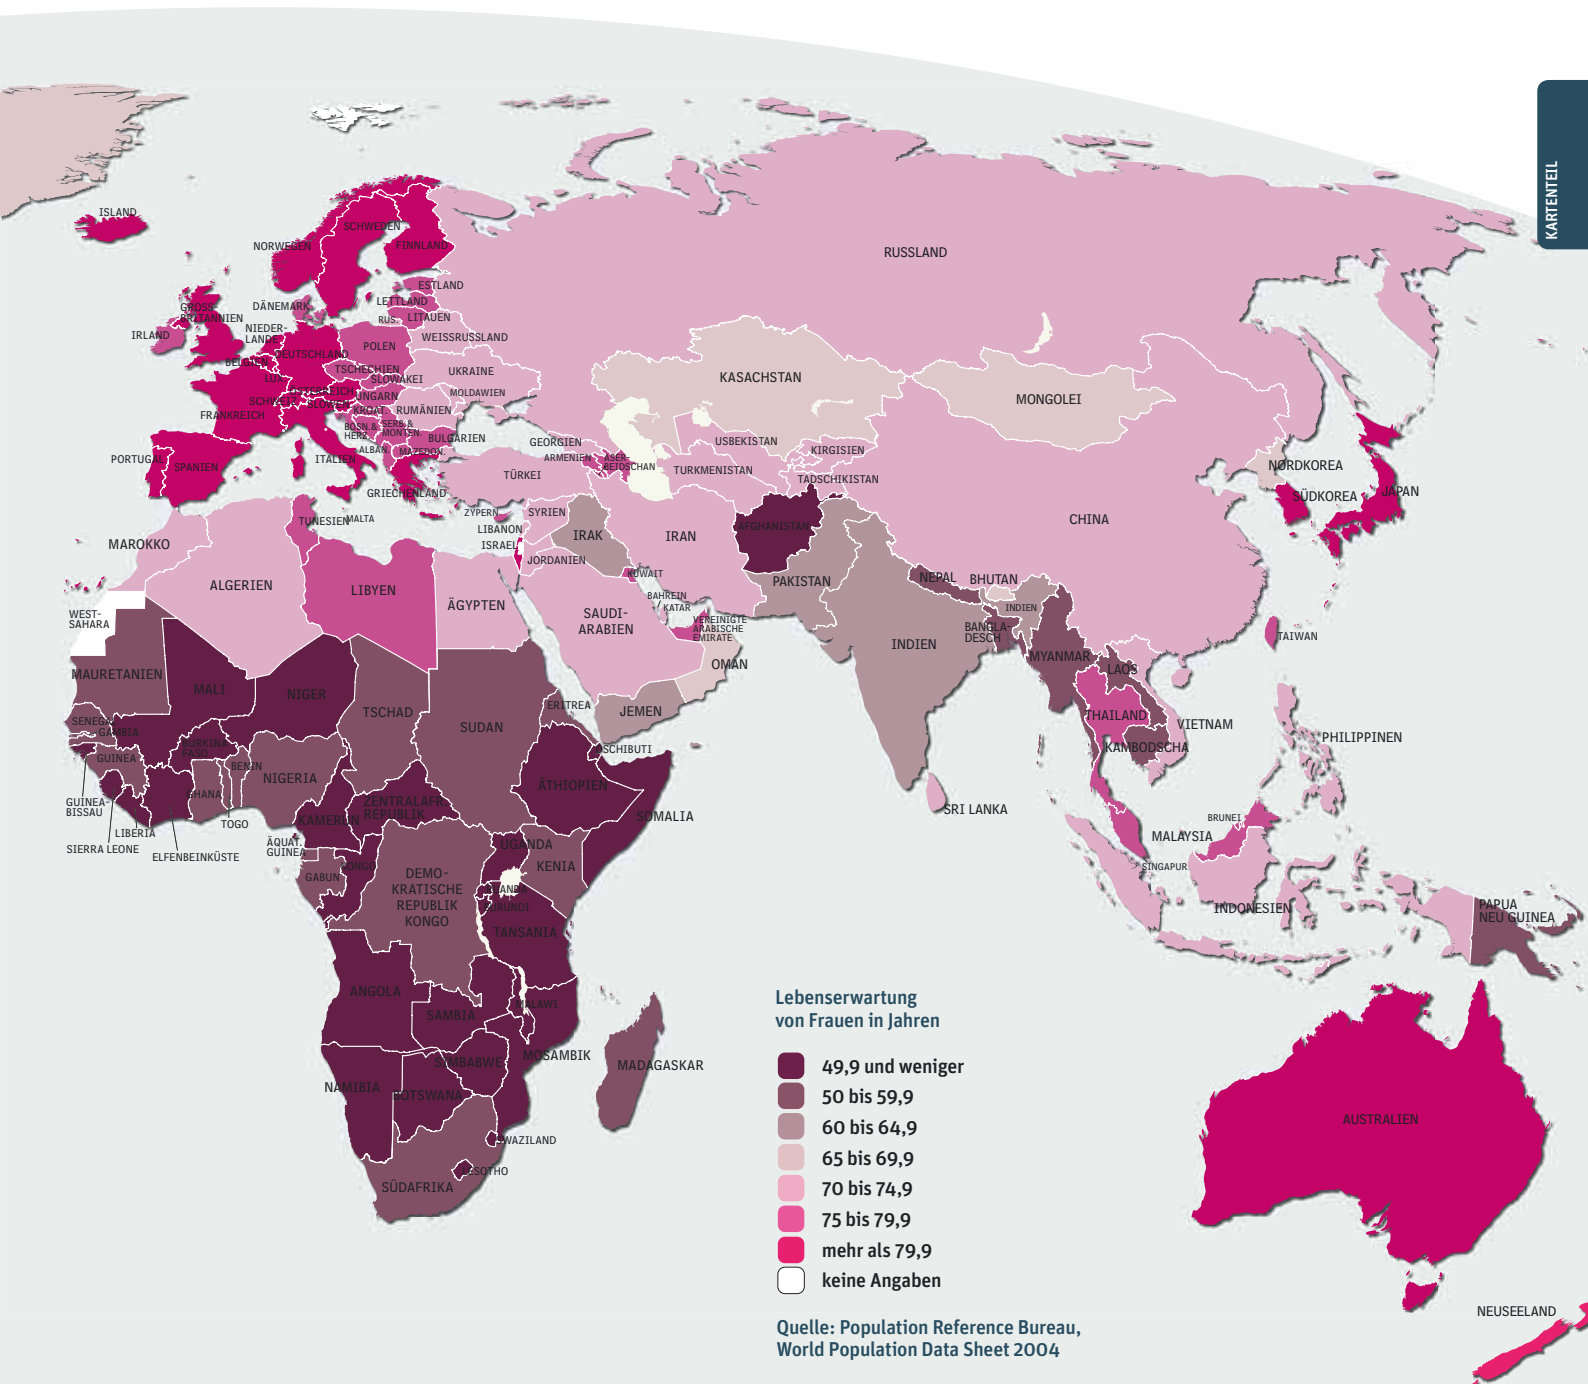 KARTENTEIL
ISLAND
SCHWEDEN
NORWEGEN
FINNLAND
RUSSLAND
ESTLAND
LETTLAND
DÄNEMARK
GROSS-
BRITANNIEN
RUS.
LITAUEN
IRLAND
NIEDER-
LANDE
WEISSRUSSLAND
POLEN
DEUTSCHLAND
BELGIEN
TSCHECHIEN
UKRAINE
LUX.
SLOWAKEI
KASACHSTAN
ÖSTERREICH
MOLDAWIEN
SCHWEIZ
UNGARN
MONGOLEI
SLOWEN.
KROAT.
RUMÄNIEN
FRANKREICH
BOSN.&
HERZ.
SERB.&
MONTEN.
BULGARIEN
GEORGIEN
USBEKISTAN
ALBAN.
MAZEDON.
KIRGISIEN
PORTUGAL
SPANIEN
ITALIEN
ARMENIEN
ASER-
BEIDSCHAN
TURKMENISTAN
NORDKOREA
TÜRKEI
TADSCHIKISTAN
GRIECHENLAND
SÜDKOREA
JAPAN
ZYPERN
SYRIEN
TUNESIEN
MALTA
LIBANON
AFGHANISTAN
CHINA
MAROKKO
ISRAEL
IRAK
IRAN
JORDANIEN
KUWAIT
PAKISTAN
NEPAL
BHUTAN
ALGERIEN
LIBYEN
ÄGYPTEN
BAHREIN
KATAR
SAUDI-
ARABIEN
INDIEN
WEST-
SAHARA
VEREINIGTE
ARABISCHE
EMIRATE
BANGLA-
DESCH
TAIWAN
INDIEN
OMAN
MYANMAR
LAOS
MAURETANIEN
MALI
NIGER
ERITREA
TSCHAD
SUDAN
JEMEN
THAILAND
VIETNAM
SENEGAL
GAMBIA
PHILIPPINEN
BURKINA
FASO
DSCHIBUTI
KAMBODSCHA
GUINEA
BENIN
NIGERIA
ÄTHIOPIEN
GHANA
GUINEA-
BISSAU
ZENTRALAFR.
REPUBLIK
SRI LANKA
SOMALIA
TOGO
KAMERUN
BRUNEI
LIBERIA
MALAYSIA
SIERRA LEONE
ELFENBEINKÜSTE
ÄQUAT.
GUINEA
UGANDA
KONGO
KENIA
SINGAPUR
GABUN
DEMO-
KRATISCHE
REPUBLIK
KONGO
RUANDA
BURUNDI
INDONESIEN
PAPUA
NEU GUINEA
TANSANIA
ANGOLA
MALAWI
SAMBIA
MOSAMBIK
SIMBABWE
MADAGASKAR
NAMIBIA
BOTSWANA
SWAZILAND
LESOTHO
SÜDAFRIKA
AUSTRALIEN
NEUSEELAND
Lebenserwartung
von Frauen in Jahren
49,9 und weniger
50 bis 59,9
60 bis 64,9
65 bis 69,9
70 bis 74,9
75 bis 79,9
mehr als 79,9
keine Angaben
Quelle: Population Reference Bureau,
World Population Data Sheet 2004